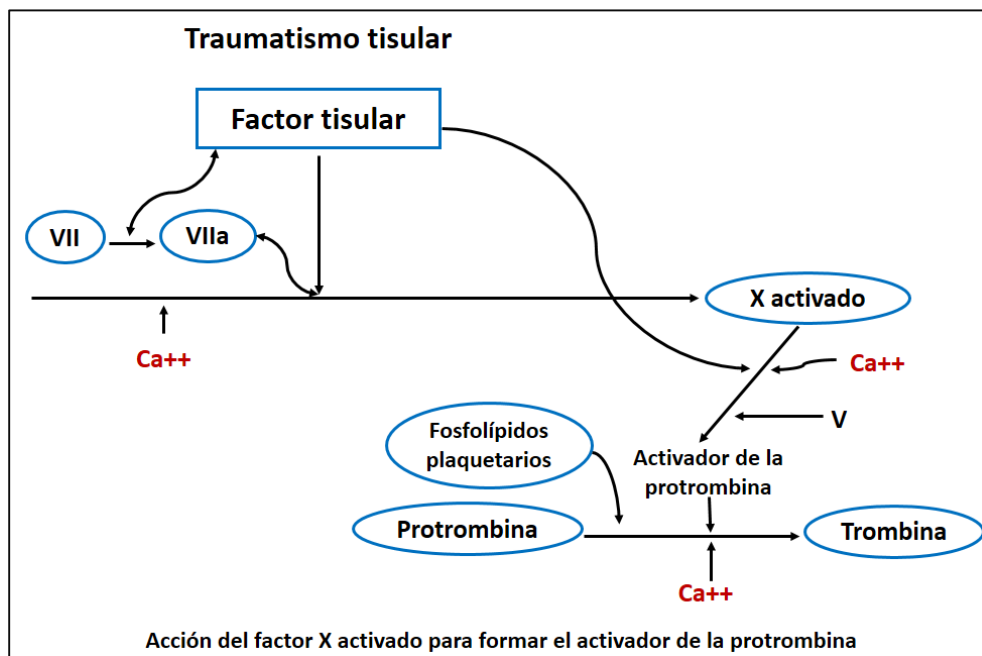 Traumatismo tisular
Factor tisular
VII
VIIa
X activado
Ca++
Ca++
V
Fosfolípidos
plaquetarios
Activador de la
protrombina
Protrombina
Trombina
Ca++
Acción del factor X activado para formar el activador de la protrombina